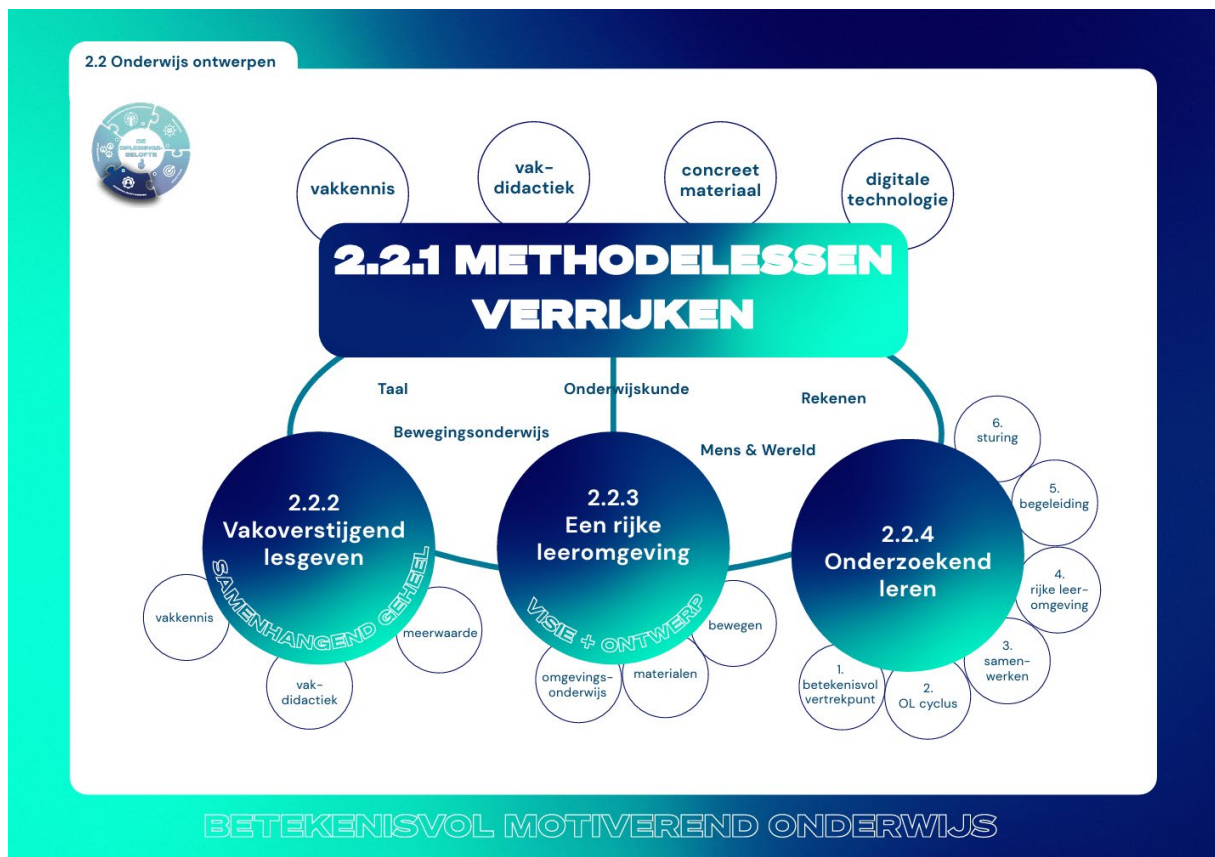 2.2 Onderwijs ontwerpen
DE
OPLEIDINGS-
BELOFTE
vakkennis
vak-
didactiek
concreet
materiaal
digitale
technologie
2.2.1 METHODELESSEN
VERRIJKEN
Taal
Onderwijskunde
Rekenen
Bewegingsonderwijs
Mens & Wereld
2.2.2
Vakoverstijgend
lesgeven
SAMENHANGEND GEHEEL
vakkennis
vak-
didactiek
meerwaarde
2.2.3
Een rijke
leeromgeving
VISIE + ONTWERP
omgevings-
onderwijs
materialen
bewegen
2.2.4
Onderzoekend
leren
1.
betekenisvol
vertrekpunt
2.
OL cyclus
3.
samen-
werken
4.
rijke leer-
omgeving
5.
begeleiding
6.
sturing
BETEKENISVOL MOTIVEREND ONDERWIJS